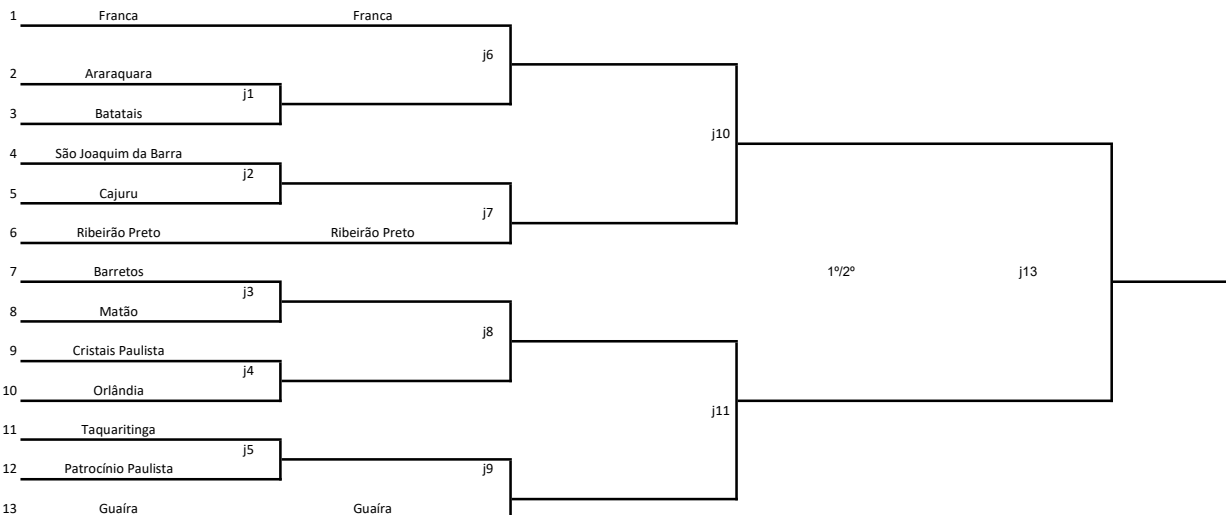 1 Franca Franca
j6
2 Araraquara
j1
3 Batatais
j10
4 São Joaquim da Barra
j2
5 Cajuru
j7
6 Ribeirão Preto Ribeirão Preto
7 Barretos 1º/2º j13
j3
8 Matão
j8
9 Cristais Paulista
j4
10 Orlândia
j11
11 Taquaritinga
j5
12 Patrocínio Paulista j9
13 Guaíra Guaíra